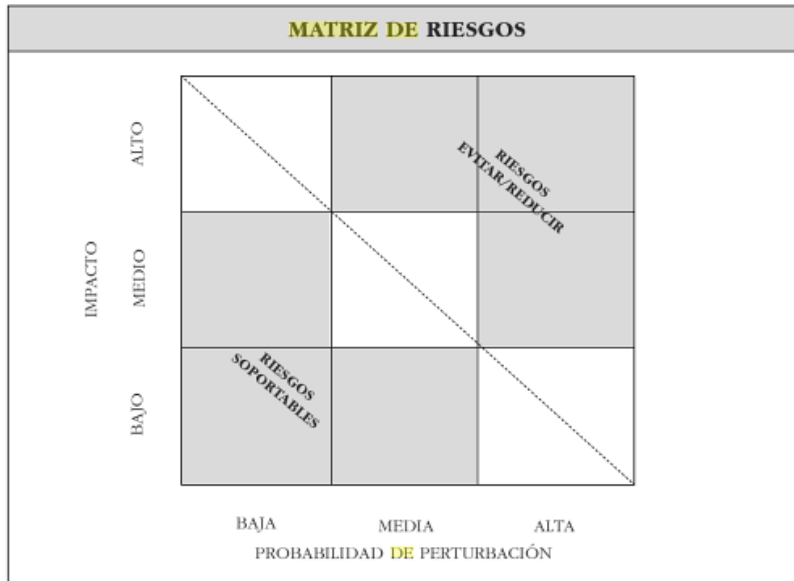 MATRIZ DE RIESGOS
ALTO
RIESGOS
EVITAR/REDUCIR
IMPACTO
MEDIO
RIESGOS
SOPORTABLES
BAJO
BAJA
MEDIA
ALTA
PROBABILIDAD DE PERTURBACIÓN